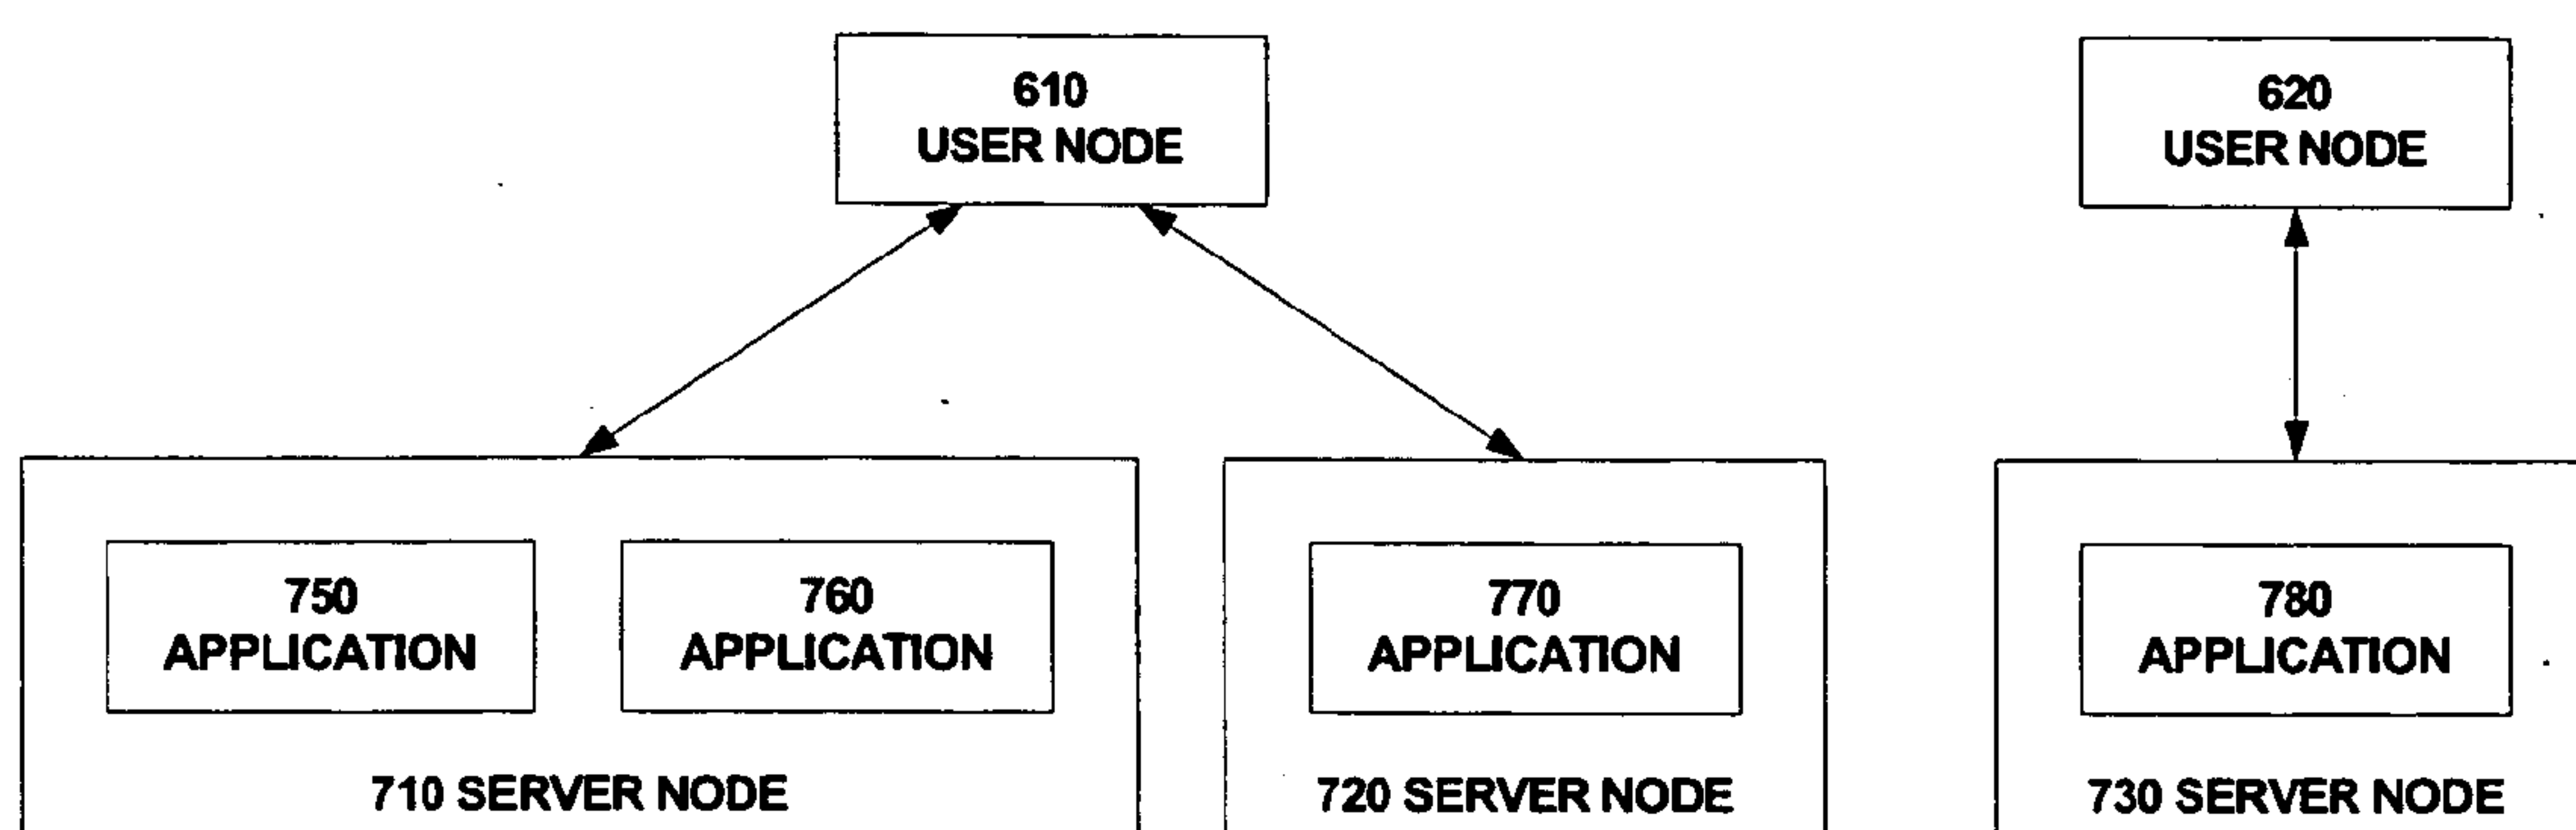 610
USER NODE
620
USER NODE
750
APPLICATION
760
APPLICATION
770
APPLICATION
780
APPLICATION
710 SERVER NODE
720 SERVER NODE
730 SERVER NODE